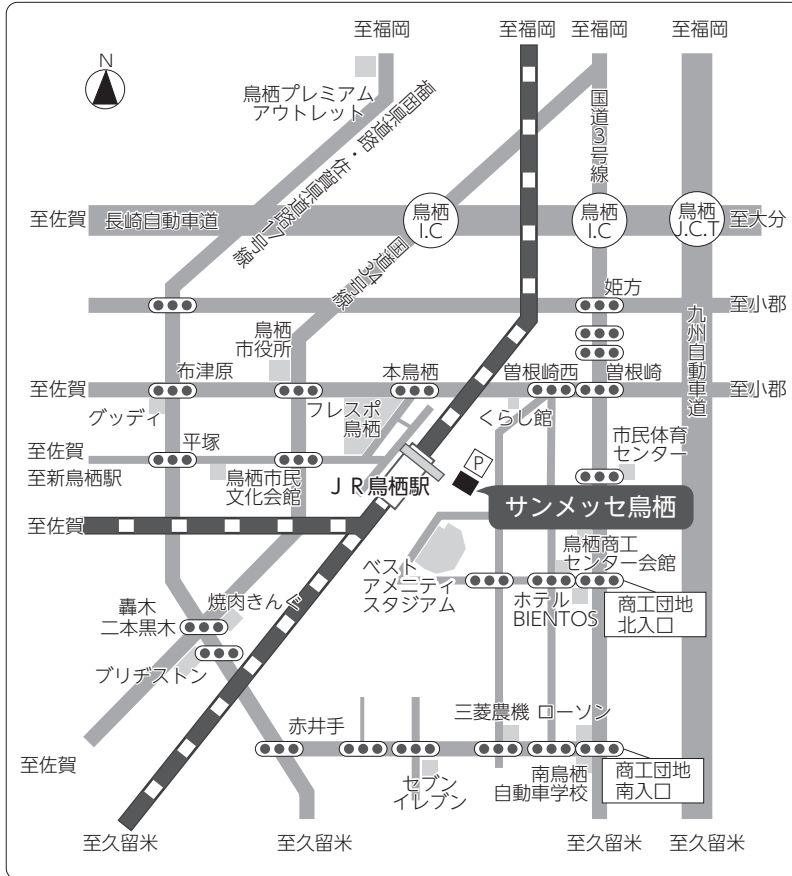 至福岡
至福岡
至福岡
至福岡
N
鳥栖プレミアム
アウトレット
福岡県道路・佐賀県道路17号線
国道3号線
至佐賀
長崎自動車道
鳥栖
I.C
鳥栖
I.C
鳥栖
J.C.T
至大分
国道34号線
姫方
至小郡
九州自動車道
鳥栖
市役所
布津原
本鳥栖
曽根崎西
曽根崎
至佐賀
至小郡
グッディ
フレスポ
鳥栖
くらし館
平塚
市民体育
センター
至佐賀
至新鳥栖駅
鳥栖市民
文化会館
JR鳥栖駅
P
サンメッセ鳥栖
至佐賀
鳥栖商工
センター会館
ベスト
アメニティ
スタジアム
ホテル
BIENTOS
商工団地
北入口
轟木
二本黒木
焼肉きんぐ
ブリヂストン
赤井手
三菱農機
ローソン
至佐賀
セブン
イレブン
南鳥栖
自動車学校
商工団地
南入口
至久留米
至久留米
至久留米
至久留米